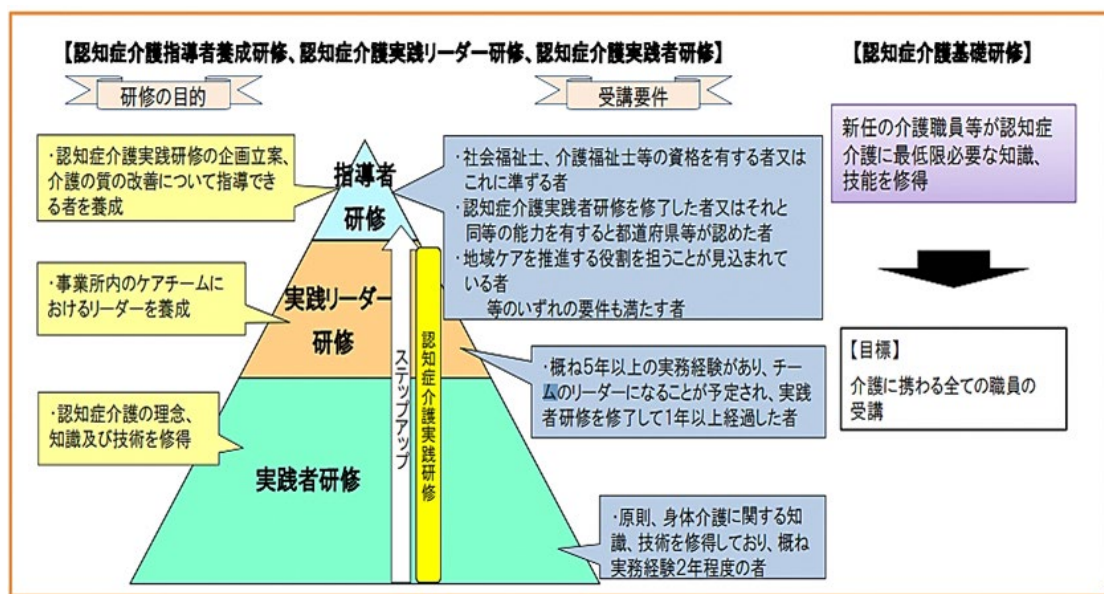 【認知症介護指導者養成研修、認知症介護実践リーダー研修、認知症介護実践者研修】
【認知症介護基礎研修】
研修の目的
受講要件
・認知症介護実践研修の企画立案、
介護の質の改善について指導でき
る者を養成
指導者
研修
・社会福祉士、介護福祉士等の資格を有する者又は
これに準ずる者
・認知症介護実践者研修を修了した者又はそれと
同等の能力を有すると都道府県等が認めた者
・地域ケアを推進する役割を担うことが見込まれて
いる者
等のいずれの要件も満たす者
新任の介護職員等が認知症
介護に最低限必要な知識、
技能を修得
・事業所内のケアチームに
おけるリーダーを養成
実践リーダー
研修
・概ね5年以上の実務経験があり、チー
ムのリーダーになることが予定され、実践
者研修を修了して1年以上経過した者
【目標】
介護に携わる全ての職員の
受講
・認知症介護の理念、
知識及び技術を修得
実践者研修
ステップアップ
認知症介護実践研修
・原則、身体介護に関する知
識、技術を修得しており、概ね
実務経験2年程度の者